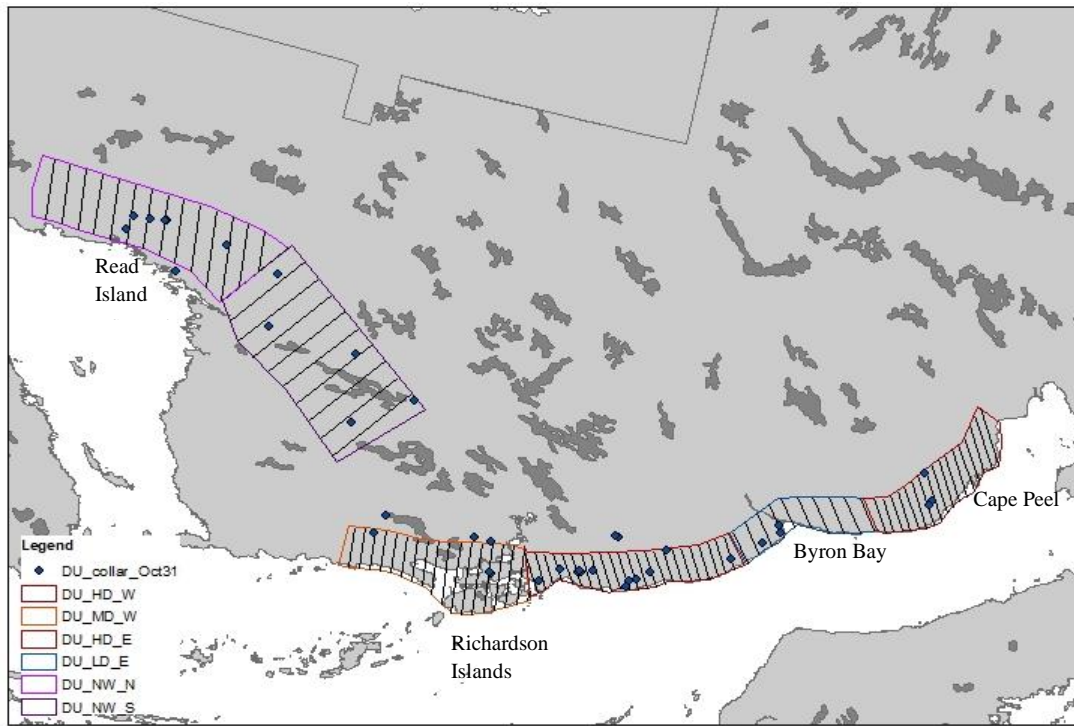 Read
Island
Cape Peel
Byron Bay
Richardson
Islands
Legend
DU_collar_Oct31
DU_HD_W
DU_MD_W
DU_HD_E
DU_LD_E
DU_NW_N
DU_NW_S